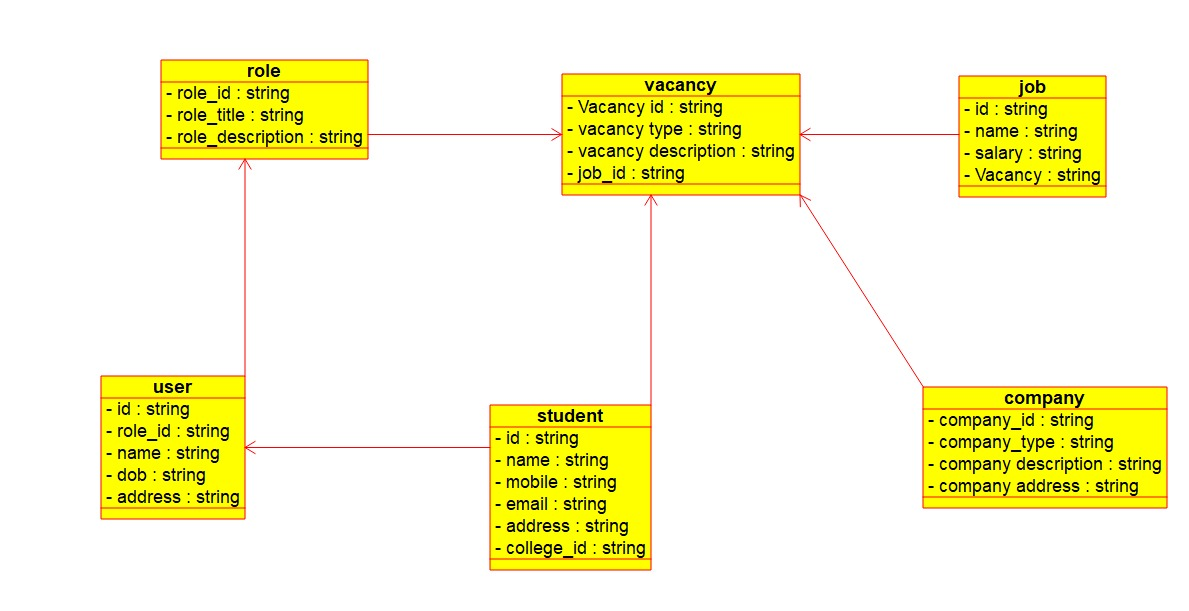 role
- role_id : string
- role_title : string
- role_description : string
vacancy
- Vacancy id : string
- vacancy type : string
- vacancy description : string
- job_id : string
job
- id : string
- name : string
- salary : string
- Vacancy : string
user
- id : string
- role_id : string
- name : string
- dob : string
- address : string
student
- id : string
- name : string
- mobile : string
- email : string
- address : string
- college_id : string
company
- company_id : string
- company_type : string
- company description : string
- company address : string